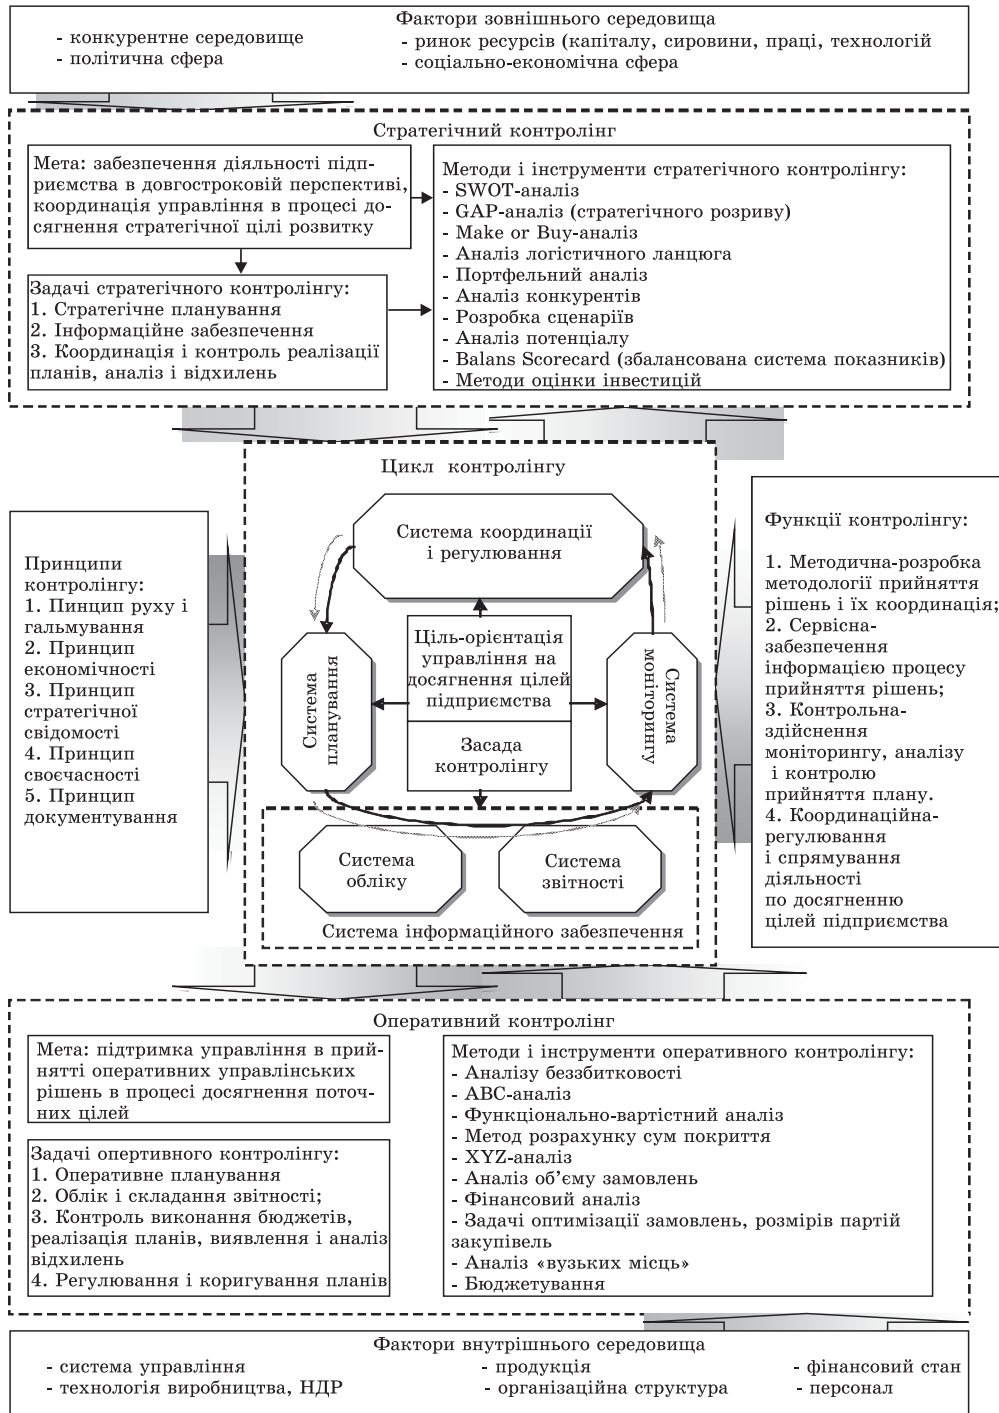 Фактори зовнішнього середовища
- конкурентне середовище
- політична сфера
- ринок ресурсів (капіталу, сировини, праці, технологій
- соціально-економічна сфера
Стратегічний контролінг
Мета: забезпечення діяльності під-
приємства в довгостроковій перспективі,
координація управління в процесі до-
сягнення стратегічної цілі розвитку
Задачі стратегічного контролінгу:
1. Стратегічне планування
2. Інформаційне забезпечення
3. Координація і контроль реалізації
планів, аналіз і відхилень
Методи і інструменти стратегічного контролінгу:
- SWOT-аналіз
- GAP-аналіз (стратегічного розриву)
- Make or Buy-аналіз
- Аналіз логістичного ланцюга
- Портфельний аналіз
- Аналіз конкурентів
- Розробка сценаріїв
- Аналіз потенціалу
- Balans Scorecard (збалансована система показників)
- Методи оцінки інвестицій
Принципи
контролінгу:
1. Пинцип руху і
гальмування
2. Принцип
економічності
3. Принцип
стратегічної
свідомості
4. Принцип
своєчасності
5. Принцип
документування
Цикл контролінгу
Система координації
і регулювання
Система
планування
Ціль-орієнтація
управління на
досягнення цілей
підприємства
Засада
контролінгу
Система
моніторингу
Система
обліку
Система
звітності
Система інформаційного забезпечення
Функції контролінгу:
1. Методична-розробка
методології прийняття
рішень і їх координація;
2. Сервісна-
забезпечення
інформацією процесу
прийняття рішень;
3. Контрольна-
здійснення
моніторингу, аналізу
і контролю
прийняття плану.
4. Координаційна-
регулювання
і спрямування
діяльності
по досягненню
цілей підприємства
Оперативний контролінг
Мета: підтримка управління в прий-
нятті оперативних управлінських
рішень в процесі досягнення поточ-
них цілей
Задачі опертивного контролінгу:
1. Оперативне планування
2. Облік і складання звітності;
3. Контроль виконання бюджетів,
реалізація планів, виявлення і аналіз
відхилень
4. Регулювання і коригування планів
Методи і інструменти оперативного контролінгу:
- Аналізу беззбитковості
- АВС-аналіз
- Функціонально-вартістний аналіз
- Метод розрахунку сум покриття
- XYZ-аналіз
- Аналіз об’єму замовлень
- Фінансовий аналіз
- Задачі оптимізації замовлень, розмірів партій
закупівель
- Аналіз «вузьких місць»
- Бюджетування
Фактори внутрішнього середовища
- система управління
- технологія виробництва, НДР
- продукція
- організаційна структура
- фінансовий стан
- персонал